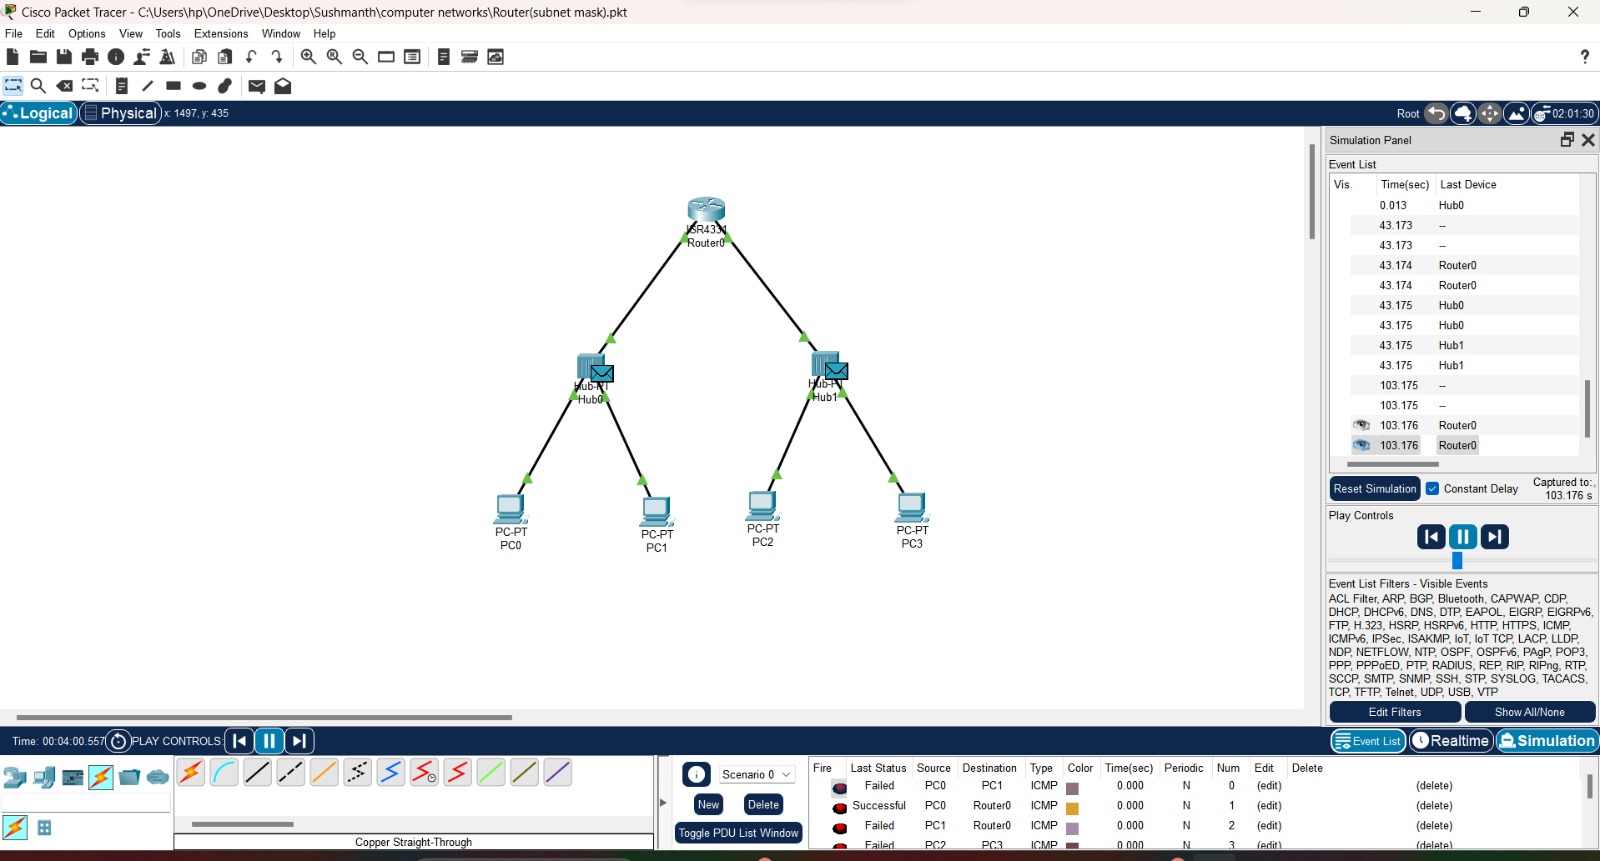 Cisco Packet Tracer - C:\Users\hp\OneDrive\Desktop\Sushmanth\computer networks\Router(subnet mask).pkt
File Edit Options View Tools Extensions Window Help
?
Logical Physical x: 1497, y: 435 Root 02:01:30
Simulation Panel
Event List
Vis. Time(sec) Last Device
0.013 Hub0
43.173 --
43.173 --
43.174 Router0
43.174 Router0
43.175 Hub0
43.175 Hub0
43.175 Hub1
43.175 Hub1
103.175 --
103.175 --
103.176 Router0
103.176 Router0
Reset Simulation Constant Delay Captured to:
103.176 s
Play Controls
Event List Filters - Visible Events
ACL Filter, ARP, BGP, Bluetooth, CAPWAP, CDP,
DHCP, DHCPv6, DNS, DTP, EAPOL, EIGRP, EIGRPv6,
FTP, H.323, HSRP, HSRPv6, HTTP, HTTPS, ICMP,
ICMPv6, IPSec, ISAKMP, IoT, IoT TCP, LACP, LLDP,
NDP, NETFLOW, NTP, OSPF, OSPFv6, PAgP, POP3,
PPP, PPPoED, PTP, RADIUS, REP, RIP, RIPng, RTP,
SCCP, SMTP, SNMP, SSH, STP, SYSLOG, TACACS,
TCP, TFTP, Telnet, UDP, USB, VTP
Edit Filters Show All/None
ISR4331
Router0
Hub-PT
Hub0
Hub-PT
Hub1
PC-PT
PC0
PC-PT
PC1
PC-PT
PC2
PC-PT
PC3
Time: 00:04:00.557 PLAY CONTROLS:
Event List Realtime Simulation
Copper Straight-Through
Scenario 0
New Delete
Toggle PDU List Window
Fire Last Status Source Destination Type Color Time(sec) Periodic Num Edit Delete
Failed PC0 PC1 ICMP 0.000 N 0 (edit) (delete)
Successful PC0 Router0 ICMP 0.000 N 1 (edit) (delete)
Failed PC1 Router0 ICMP 0.000 N 2 (edit) (delete)
Failed PC2 PC3 ICMP 0.000 N 3 (edit) (delete)